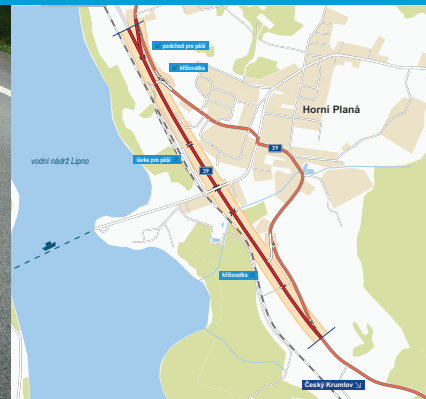 podchod pro pěší
křižovatka
Horní Planá
39
vodní nádrž Lipno
lávka pro pěší
39
křižovatka
Český Krumlov